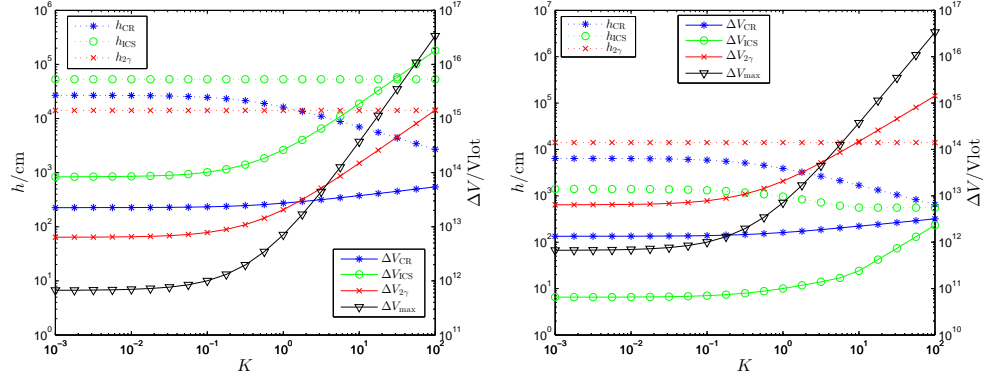 h_CR
h_ICS
h_2γ
10^6
10^5
10^4
10^3
10^2
10^1
10^0
h/cm
10^17
10^16
10^15
10^14
10^13
10^12
10^11
ΔV/Vlot
ΔV_CR
ΔV_ICS
ΔV_2γ
ΔV_max
10^−3
10^−2
10^−1
10^0
10^1
10^2
K
h_CR
h_ICS
h_2γ
ΔV_CR
ΔV_ICS
ΔV_2γ
ΔV_max
10^7
10^6
10^5
10^4
10^3
10^2
10^1
10^0
h/cm
10^17
10^16
10^15
10^14
10^13
10^12
10^11
10^10
ΔV/Vlot
10^−3
10^−2
10^−1
10^0
10^1
10^2
K